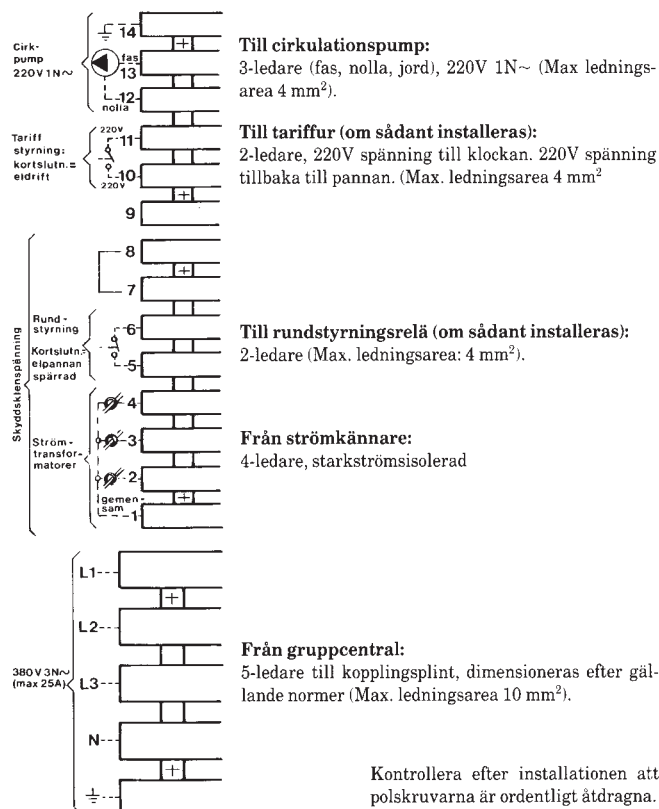 14
Cirk-
pump
220V 1N~
fas
13
12
nolla
Till cirkulationspump:
3-ledare (fas, nolla, jord), 220V 1N~ (Max lednings-
area 4 mm²).
Tariff
styrning:
kortslutn.=
eldrift
220V
11
10
220V
Till tariffur (om sådant installeras):
2-ledare, 220V spänning till klockan. 220V spänning
tillbaka till pannan. (Max. ledningsarea 4 mm²
9
8
7
Skyddsklenspänning
Rund-
styrning
Kortslutn.=
elpannan
spärrad
6
5
Till rundstyrningsrelä (om sådant installeras):
2-ledare (Max. ledningsarea: 4 mm²).
Ström-
transfor-
matorer
4
3
2
gemen-
sam
1
Från strömkännare:
4-ledare, starkströmsisolerad
380V 3N~
(max 25A)
L1
L2
L3
N
Från gruppcentral:
5-ledare till kopplingsplint, dimensioneras efter gäl-
lande normer (Max. ledningsarea 10 mm²).
Kontrollera efter installationen att
polskruvarna är ordentligt åtdragna.